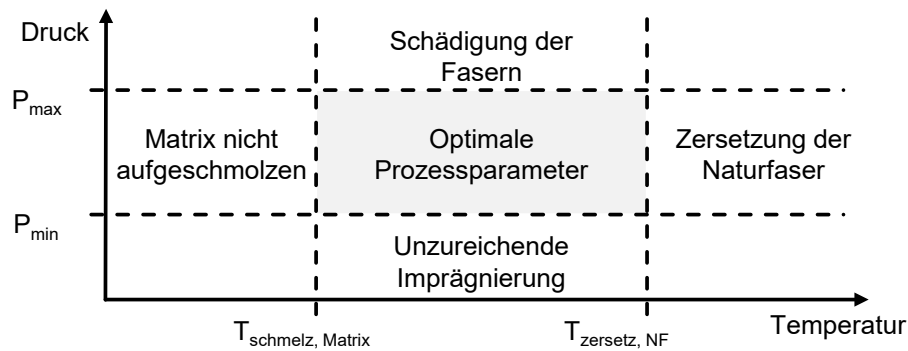 Druck
Schädigung der
Fasern
P_max
Matrix nicht
aufgeschmolzen
Optimale
Prozessparameter
Zersetzung der
Naturfaser
P_min
Unzureichende
Imprägnierung
T_schmelz, Matrix
T_zersetz, NF
Temperatur